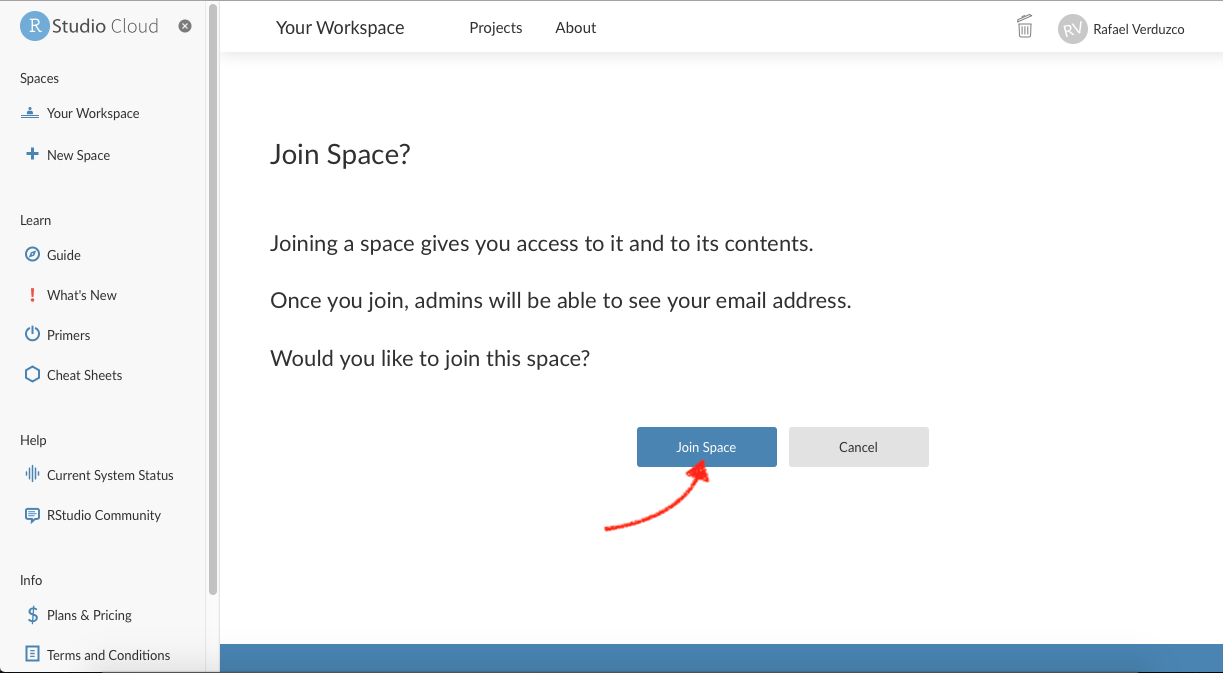 R Studio Cloud
Spaces
Your Workspace
New Space
Learn
Guide
What's New
Primers
Cheat Sheets
Help
Current System Status
RStudio Community
Info
Plans & Pricing
Terms and Conditions
Your Workspace Projects About RV Rafael Verduzco
Join Space?
Joining a space gives you access to it and to its contents.
Once you join, admins will be able to see your email address.
Would you like to join this space?
Join Space Cancel